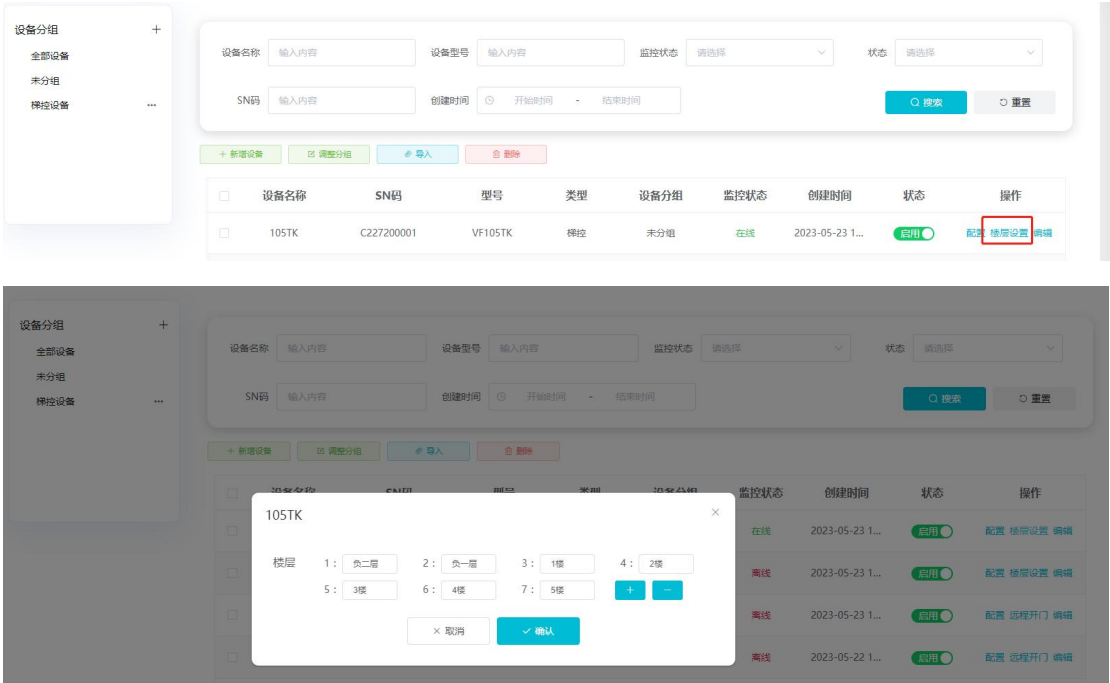 设备分组 +
全部设备
未分组
梯控设备 ···
设备名称 输入内容 设备型号 输入内容 监控状态 请选择 状态 请选择
SN码 输入内容 创建时间 开始时间 - 结束时间 搜索 重置
+ 新增设备 调整分组 导入 删除
设备名称 SN码 型号 类型 设备分组 监控状态 创建时间 状态 操作
105TK C227200001 VF105TK 梯控 未分组 在线 2023-05-23 1... 启用 配置 楼层设置 编辑
设备分组 +
全部设备
未分组
梯控设备 ···
设备名称 输入内容 设备型号 输入内容 监控状态 请选择 状态 请选择
SN码 输入内容 创建时间 开始时间 - 结束时间 搜索 重置
+ 新增设备 调整分组 导入 删除
设备名称 SN码 型号 类型 设备分组 监控状态 创建时间 状态 操作
105TK ×
在线 2023-05-23 1... 启用 配置 楼层设置 编辑
楼层 1： 负二层 2： 负一层 3： 1楼 4： 2楼
离线 2023-05-23 1... 启用 配置 楼层设置 编辑
5： 3楼 6： 4楼 7： 5楼 + −
离线 2023-05-23 1... 启用 配置 远程开门 编辑
× 取消 ✓ 确认
离线 2023-05-22 1... 启用 配置 远程开门 编辑